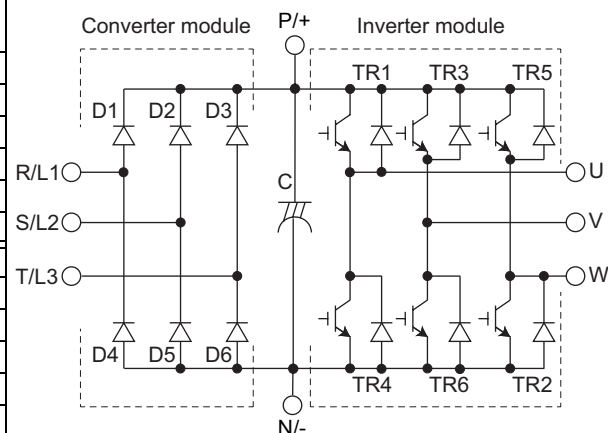 Converter module
P/+
Inverter module
TR1
TR3
TR5
D1
D2
D3
R/L1
U
C
S/L2
V
T/L3
W
D4
D5
D6
TR4
TR6
TR2
N/-